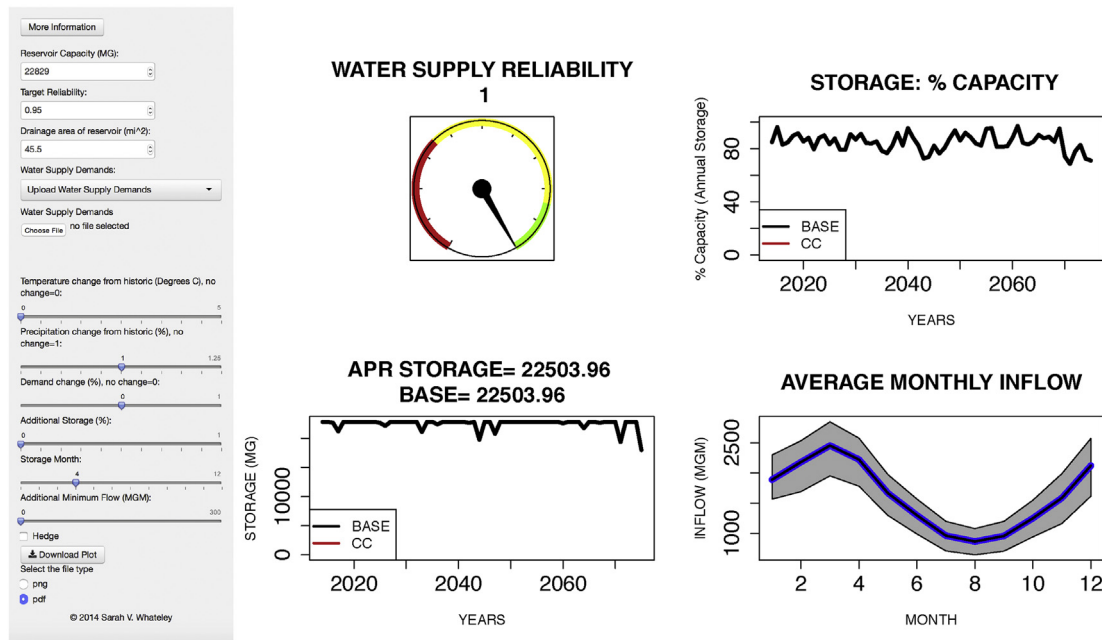 More Information
Reservoir Capacity (MG):
22829
Target Reliability:
0.95
Drainage area of reservoir (mi^2):
45.5
Water Supply Demands:
Upload Water Supply Demands
Water Supply Demands
Choose File no file selected
Temperature change from historic (Degrees C), no
change=0:
0 5
Precipitation change from historic (%), no
change=1:
1 1.25
Demand change (%), no change=0:
0 1
Additional Storage (%):
0 1
Storage Month:
4 12
Additional Minimum Flow (MGM):
0 300
Hedge
Download Plot
Select the file type
png
pdf
© 2014 Sarah V. Whateley
WATER SUPPLY RELIABILITY
1
STORAGE: % CAPACITY
% Capacity (Annual Storage)
80
40
0
BASE
CC
2020 2040 2060
YEARS
APR STORAGE= 22503.96
BASE= 22503.96
STORAGE (MG)
10000
0
BASE
CC
2020 2040 2060
YEARS
AVERAGE MONTHLY INFLOW
INFLOW (MGM)
2500
1000
2 4 6 8 10 12
MONTH